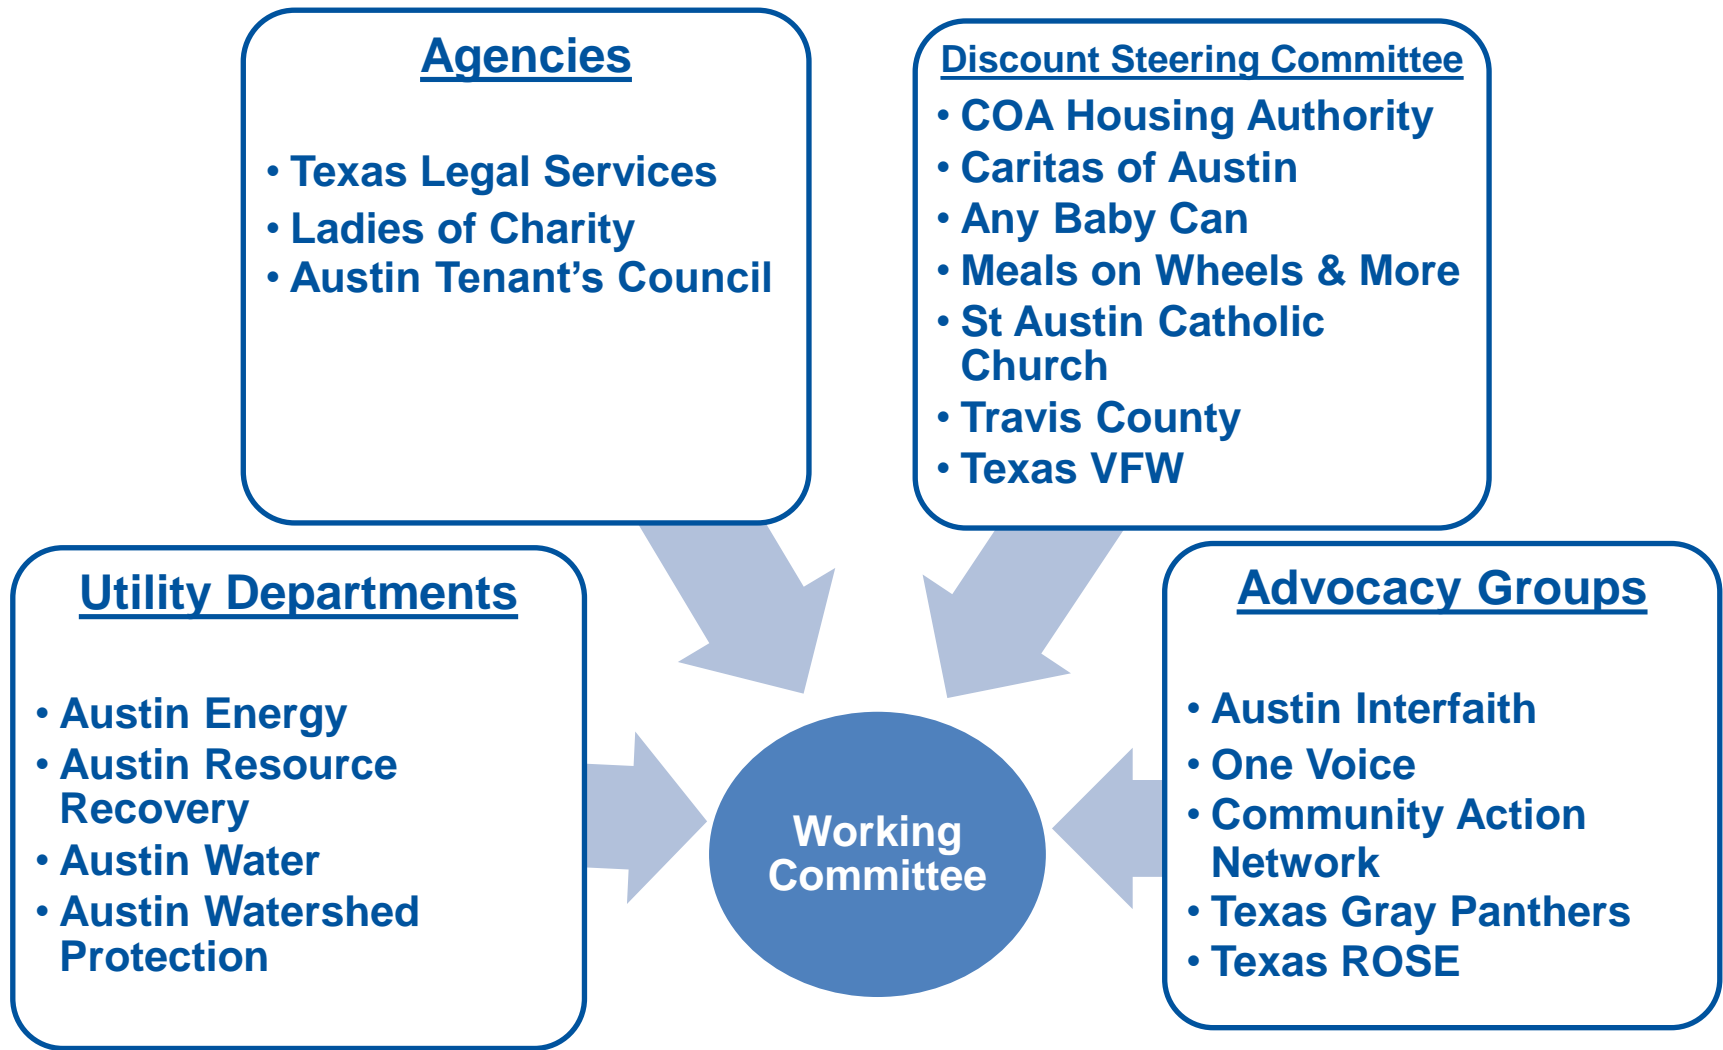 Agencies
• Texas Legal Services
• Ladies of Charity
• Austin Tenant’s Council
Discount Steering Committee
• COA Housing Authority
• Caritas of Austin
• Any Baby Can
• Meals on Wheels & More
• St Austin Catholic
Church
• Travis County
• Texas VFW
Utility Departments
• Austin Energy
• Austin Resource
Recovery
• Austin Water
• Austin Watershed
Protection
Working
Committee
Advocacy Groups
• Austin Interfaith
• One Voice
• Community Action
Network
• Texas Gray Panthers
• Texas ROSE